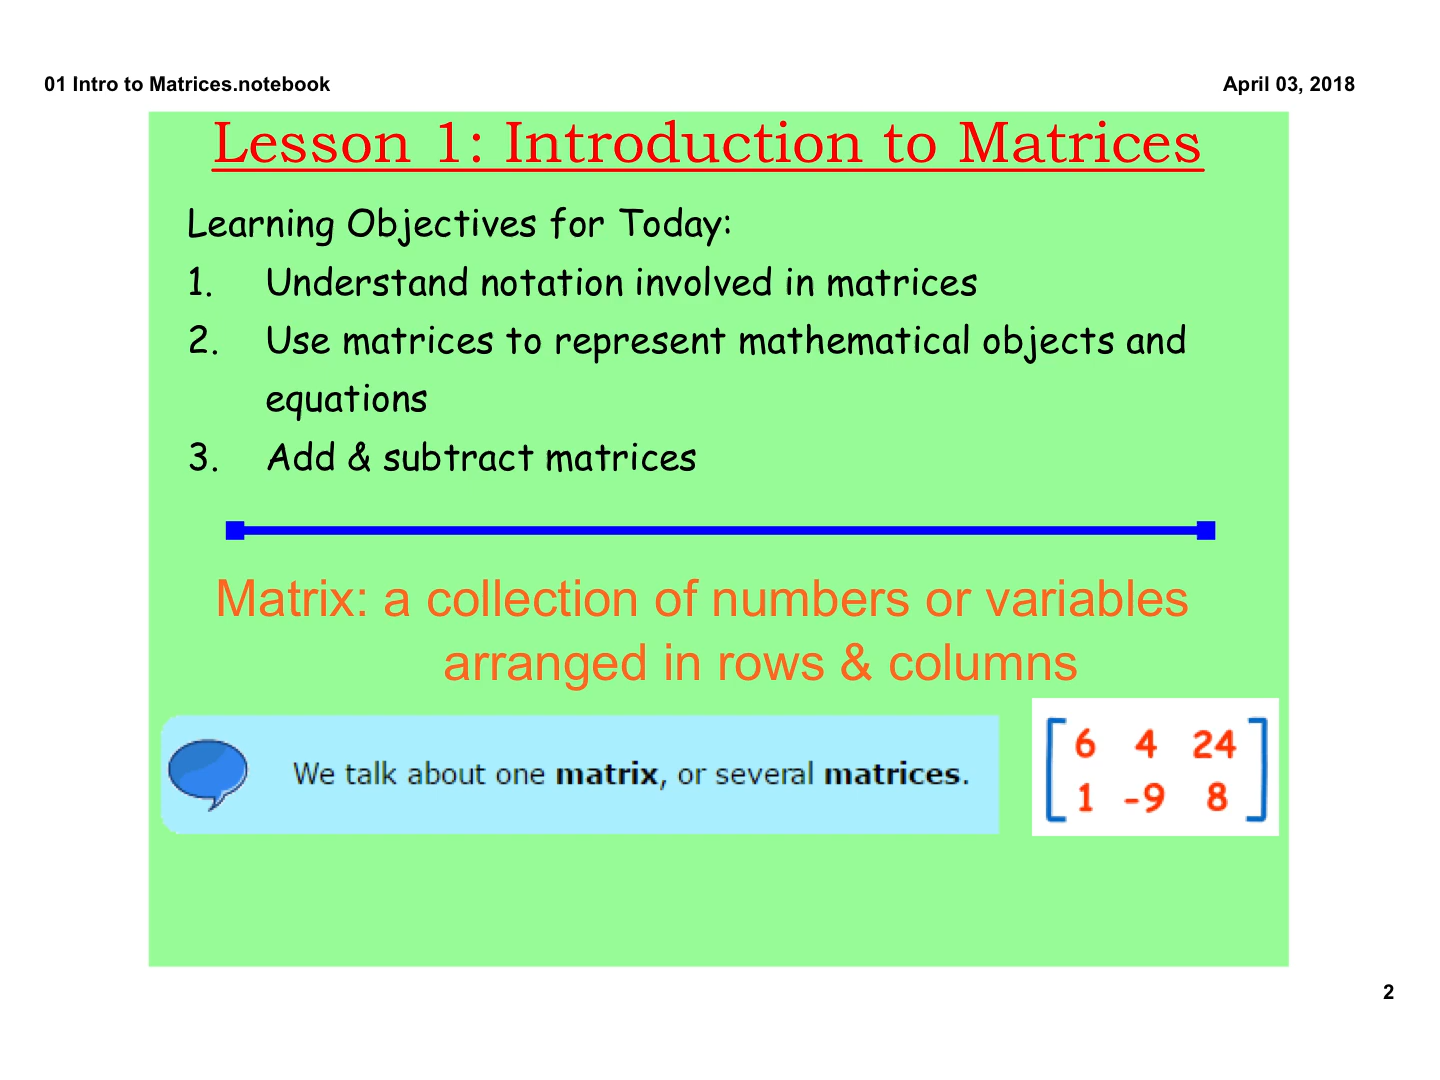 01 Intro to Matrices.notebook
April 03, 2018
Lesson 1: Introduction to Matrices
Learning Objectives for Today:
1. Understand notation involved in matrices
2. Use matrices to represent mathematical objects and
equations
3. Add & subtract matrices
Matrix: a collection of numbers or variables
arranged in rows & columns
We talk about one matrix, or several matrices.
6 4 24
1 -9 8
2